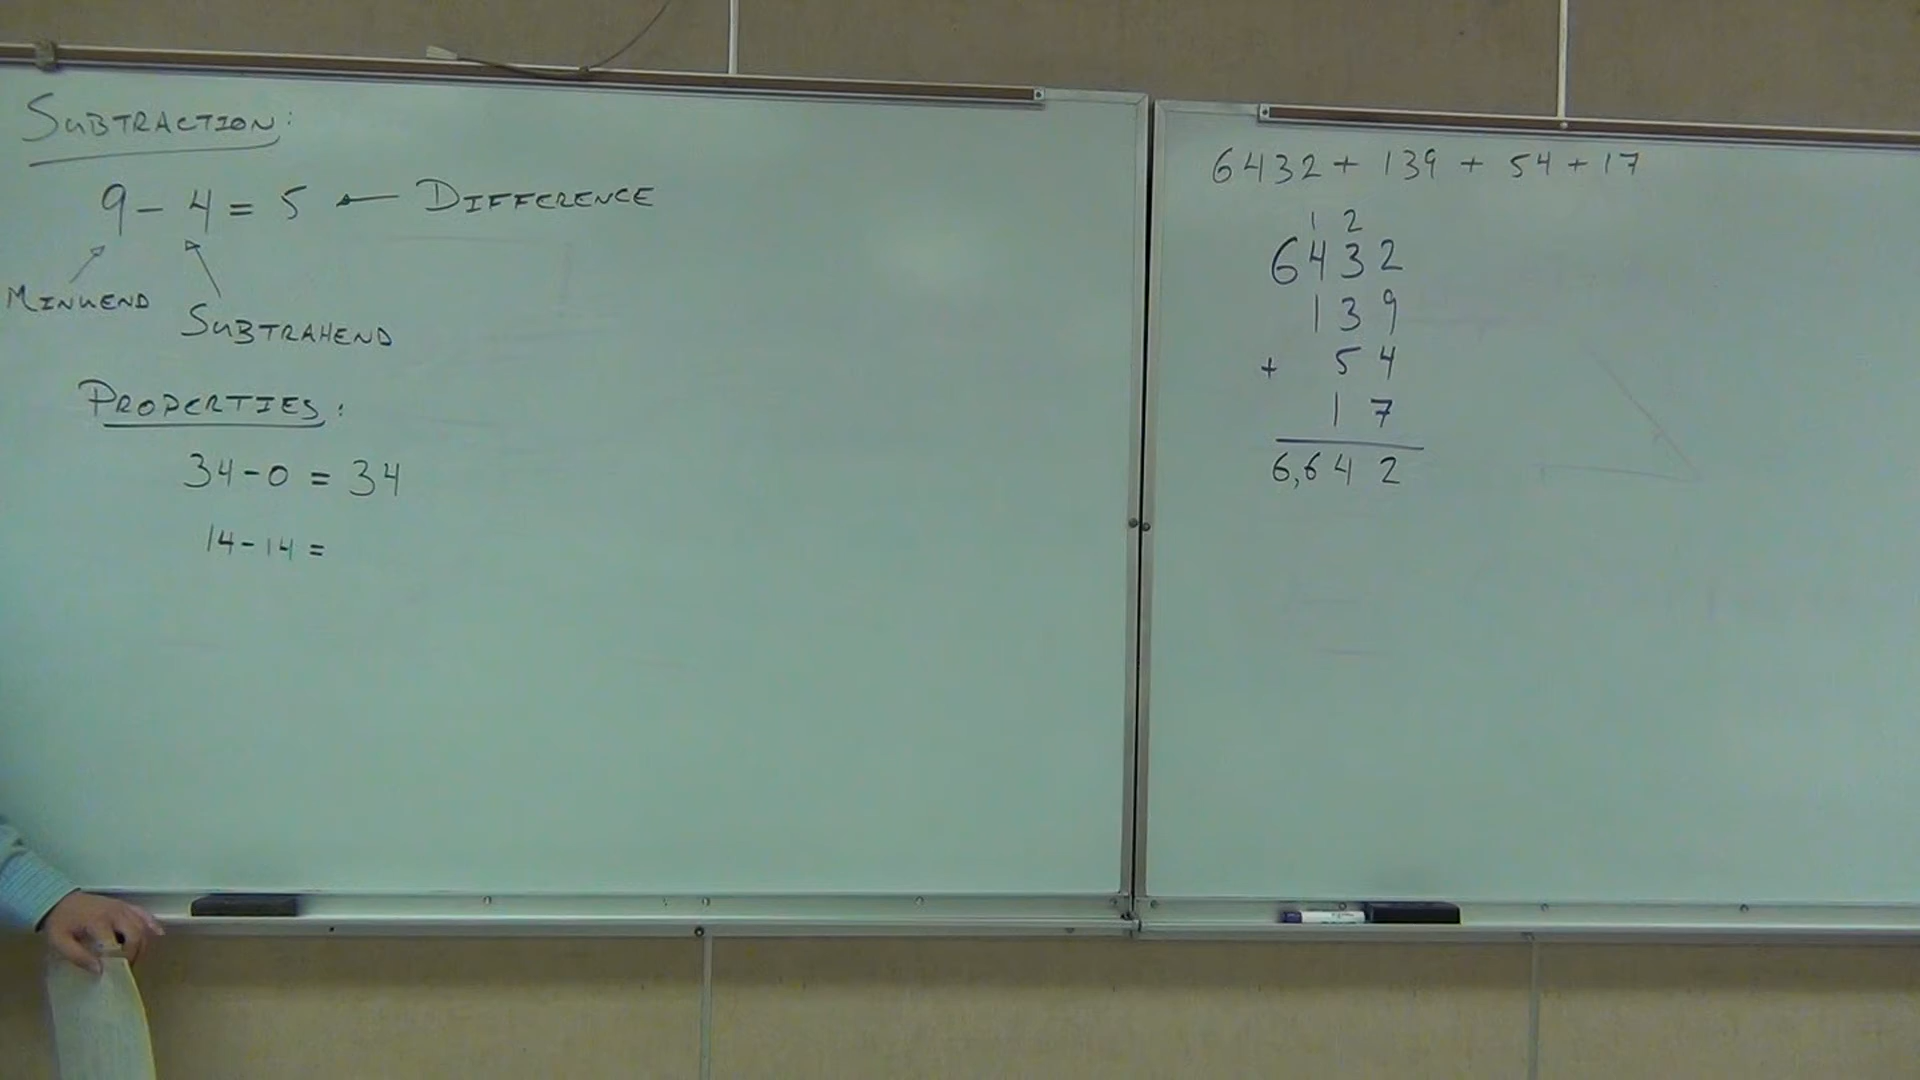 SUBTRACTION:
9 - 4 = 5 ← DIFFERENCE
MINUEND
SUBTRAHEND
PROPERTIES:
34 - 0 = 34
14 - 14 =
6432 + 139 + 54 + 17
1 2
6432
139
+ 54
17
6,642